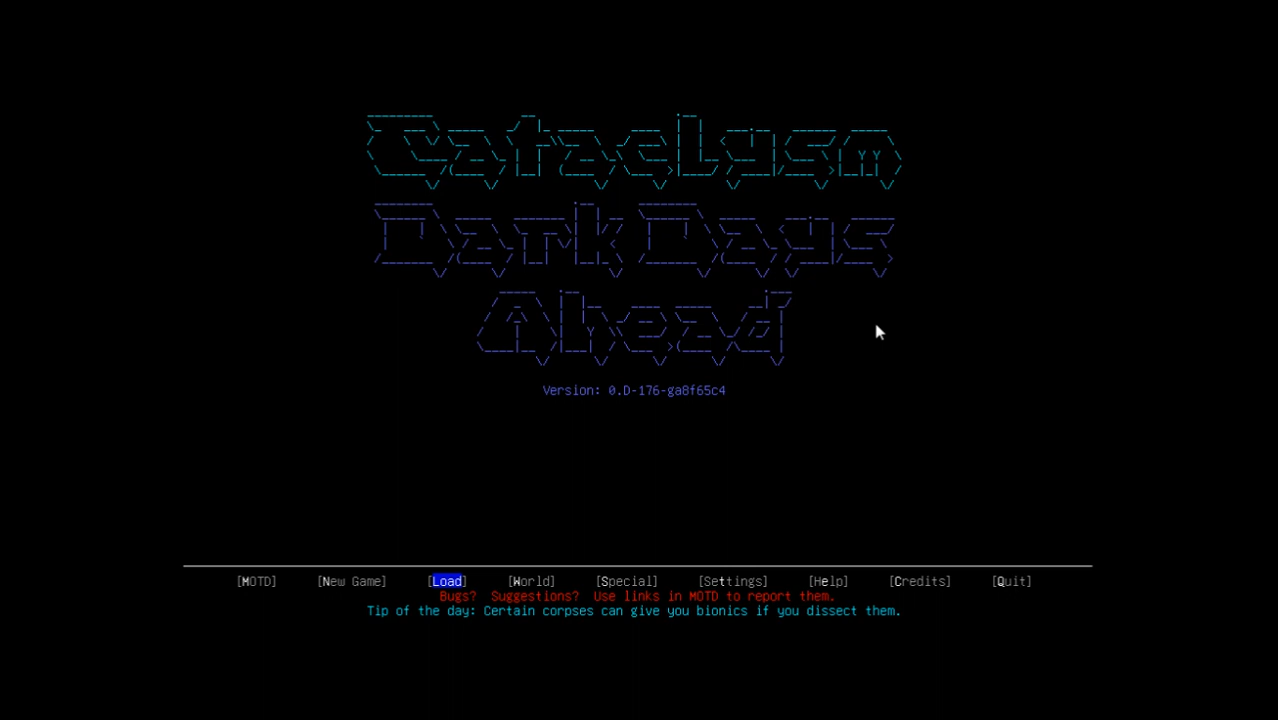 Cataclysm
Dark Days
Ahead
Version: 0.D-176-ga8f65c4
[MOTD] [New Game] [Load] [World] [Special] [Settings] [Help] [Credits] [Quit]
Bugs? Suggestions? Use links in MOTD to report them.
Tip of the day: Certain corpses can give you bionics if you dissect them.